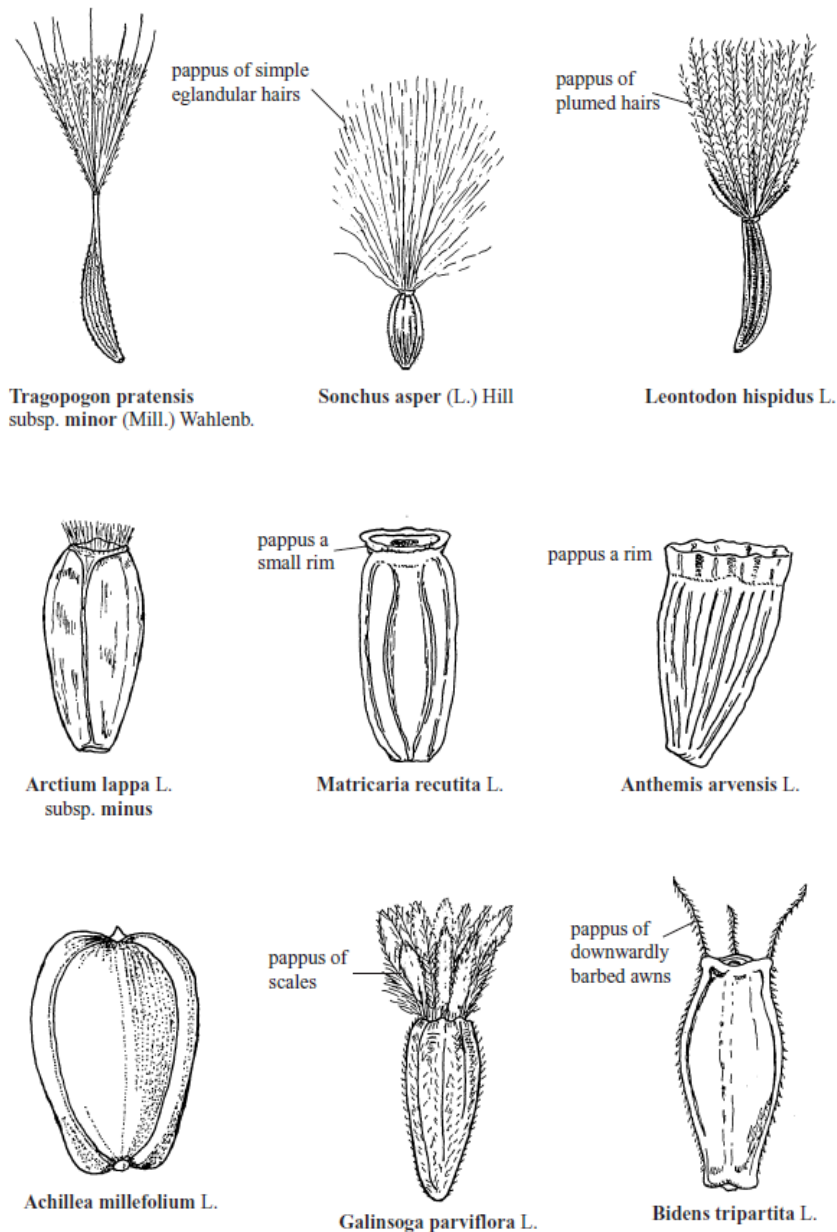 pappus of simple
eglandular hairs
pappus of
plumed hairs
Tragopogon pratensis
subsp. minor (Mill.) Wahlenb.
Sonchus asper (L.) Hill
Leontodon hispidus L.
pappus a
small rim
pappus a rim
Arctium lappa L.
subsp. minus
Matricaria recutita L.
Anthemis arvensis L.
pappus of
scales
pappus of
downwardly
barbed awns
Achillea millefolium L.
Galinsoga parviflora L.
Bidens tripartita L.